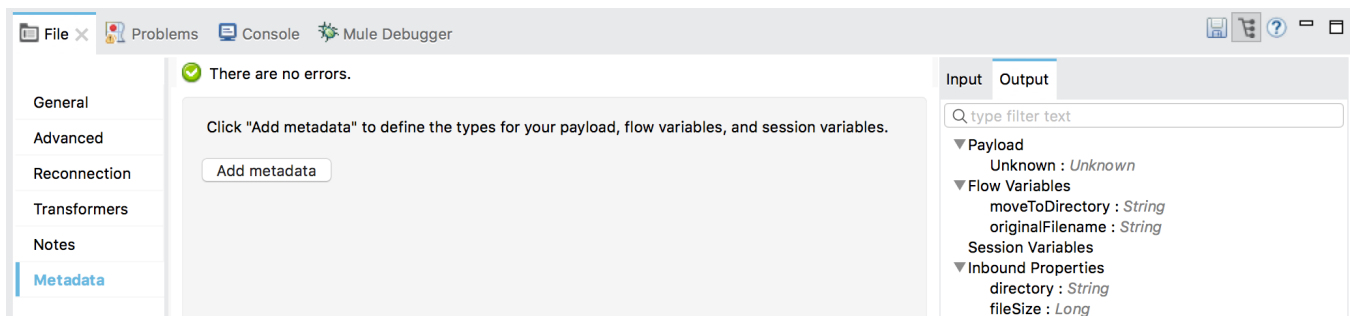 File Problems Console Mule Debugger
There are no errors.
General
Advanced
Reconnection
Transformers
Notes
Metadata
Click "Add metadata" to define the types for your payload, flow variables, and session variables.
Add metadata
Input Output
type filter text
Payload
Unknown : Unknown
Flow Variables
moveToDirectory : String
originalFilename : String
Session Variables
Inbound Properties
directory : String
fileSize : Long